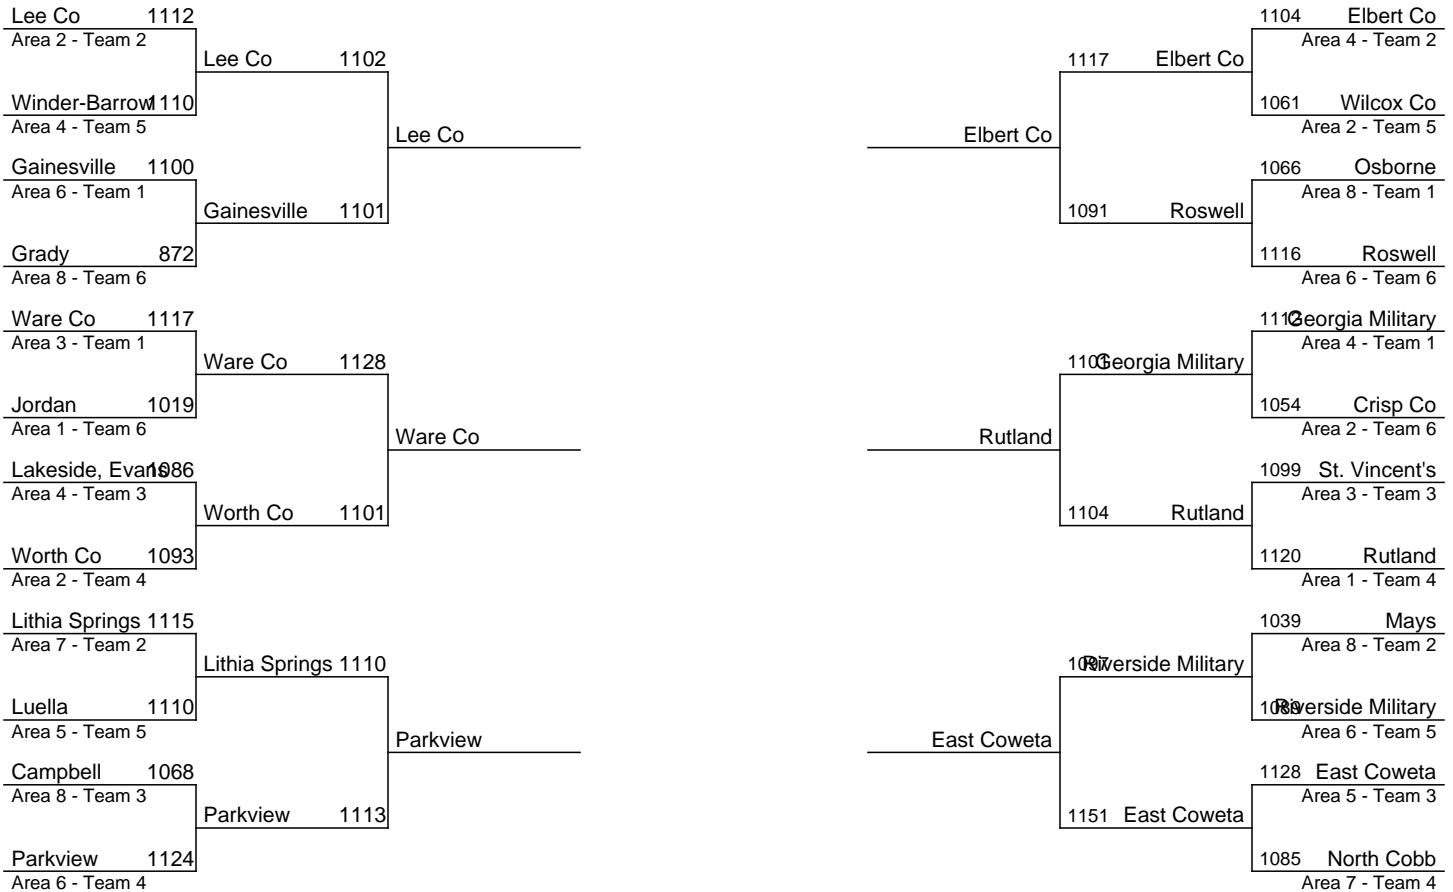 Lee Co 1112
Area 2 - Team 2
Winder-Barrow 1110
Area 4 - Team 5
Gainesville 1100
Area 6 - Team 1
Grady 872
Area 8 - Team 6
Ware Co 1117
Area 3 - Team 1
Jordan 1019
Area 1 - Team 6
Lakeside, Evans 1086
Area 4 - Team 3
Worth Co 1093
Area 2 - Team 4
Lithia Springs 1115
Area 7 - Team 2
Luella 1110
Area 5 - Team 5
Campbell 1068
Area 8 - Team 3
Parkview 1124
Area 6 - Team 4
Lee Co 1102
Gainesville 1101
Ware Co 1128
Worth Co 1101
Lithia Springs 1110
Parkview 1113
Lee Co
Ware Co
Parkview
Elbert Co
Rutland
East Coweta
1117 Elbert Co
1091 Roswell
Georgia Military
1104 Rutland
1097 Riverside Military
1151 East Coweta
1104 Elbert Co
Area 4 - Team 2
1061 Wilcox Co
Area 2 - Team 5
1066 Osborne
Area 8 - Team 1
1116 Roswell
Area 6 - Team 6
Georgia Military
Area 4 - Team 1
1054 Crisp Co
Area 2 - Team 6
1099 St. Vincent's
Area 3 - Team 3
1120 Rutland
Area 1 - Team 4
1039 Mays
Area 8 - Team 2
1089 Riverside Military
Area 6 - Team 5
1128 East Coweta
Area 5 - Team 3
1085 North Cobb
Area 7 - Team 4